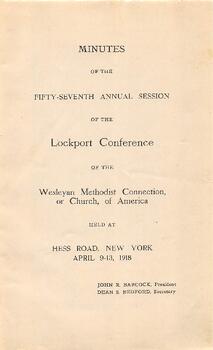 MINUTES
OF THE
FIFTY-SEVENTH ANNUAL SESSION
OF THE
Lockport Conference
OF THE
Wesleyan Methodist Connection,
or Church, of America
HELD AT
HESS ROAD, NEW YORK
APRIL 9-13, 1918
JOHN R. BABCOCK, President
DEAN S. BEDFORD, Secretary